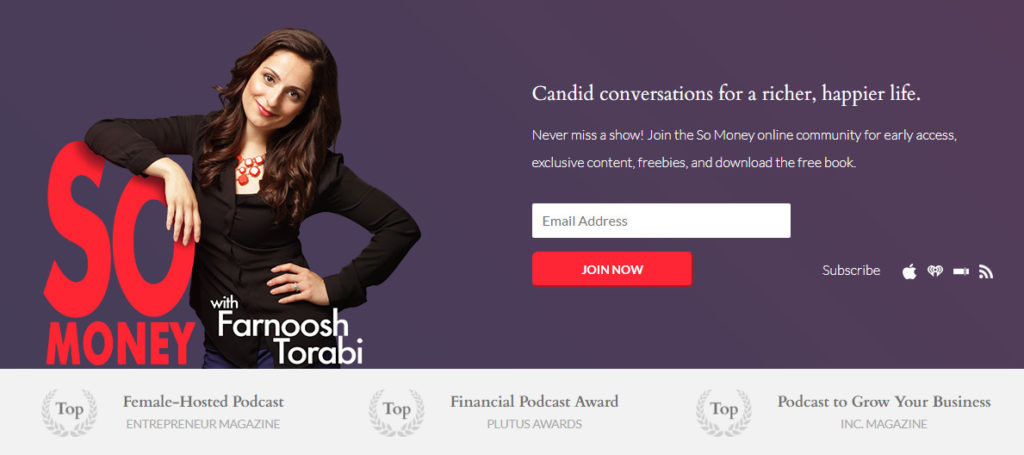 SO
MONEY
with
Farnoosh
Torabi
Candid conversations for a richer, happier life.
Never miss a show! Join the So Money online community for early access,
exclusive content, freebies, and download the free book.
Email Address
JOIN NOW
Subscribe
Top
Female-Hosted Podcast
ENTREPRENEUR MAGAZINE
Top
Financial Podcast Award
PLUTUS AWARDS
Top
Podcast to Grow Your Business
INC. MAGAZINE